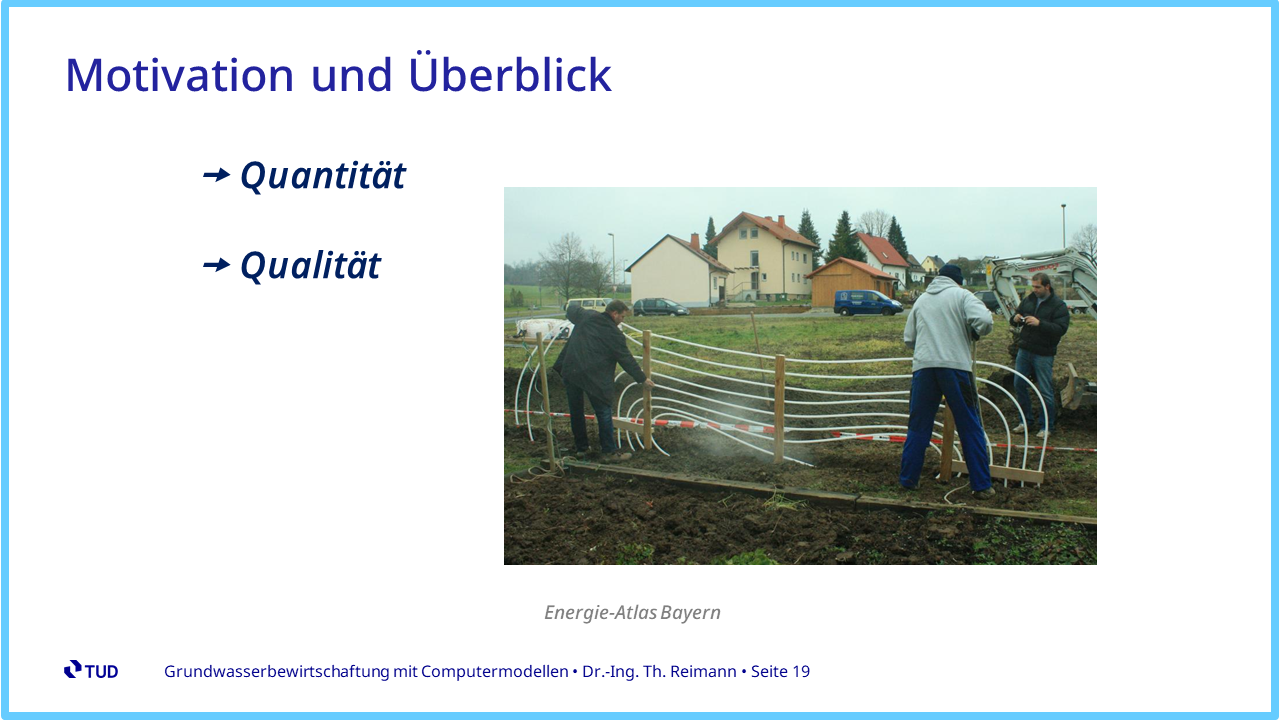 Motivation und Überblick
➞ Quantität
➞ Qualität
Energie-Atlas Bayern
TUD
Grundwasserbewirtschaftung mit Computermodellen • Dr.-Ing. Th. Reimann • Seite 19